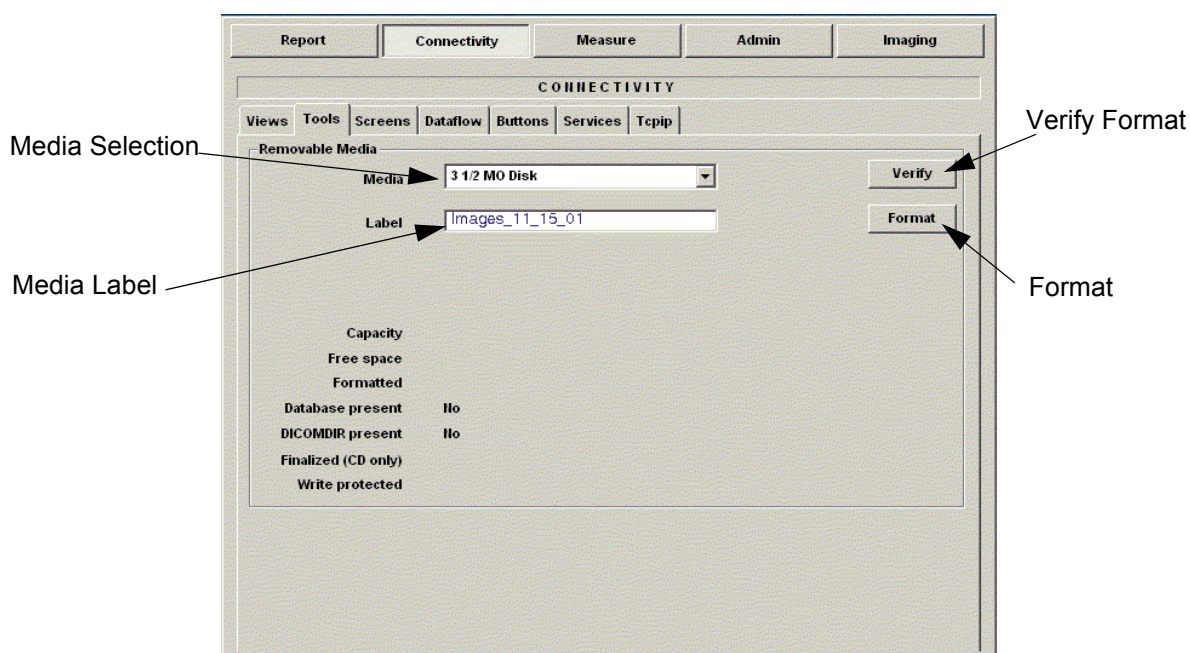 Report Connectivity Measure Admin Imaging
CONNECTIVITY
Views Tools Screens Dataflow Buttons Services Tcpip
Verify Format
Media Selection
Removable Media
Media 3 1/2 MO Disk Verify
Label Images_11_15_01 Format
Media Label
Format
Capacity
Free space
Formatted
Database present No
DICOMDIR present No
Finalized (CD only)
Write protected